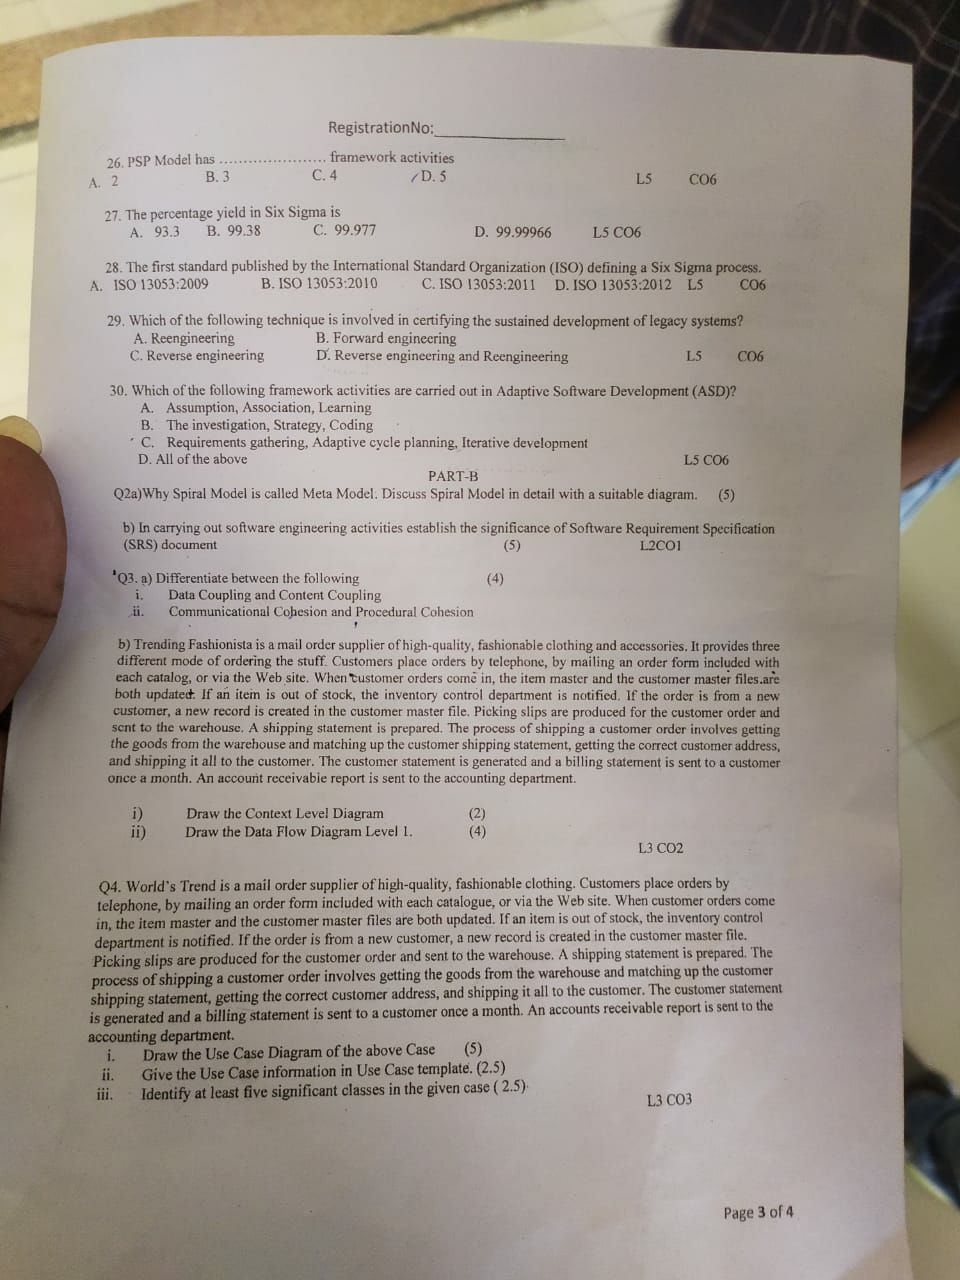 RegistrationNo:______________
26. PSP Model has ..................... framework activities
A. 2 B. 3 C. 4 D. 5 L5 CO6
27. The percentage yield in Six Sigma is
A. 93.3 B. 99.38 C. 99.977 D. 99.99966 L5 CO6
28. The first standard published by the International Standard Organization (ISO) defining a Six Sigma process.
A. ISO 13053:2009 B. ISO 13053:2010 C. ISO 13053:2011 D. ISO 13053:2012 L5 CO6
29. Which of the following technique is involved in certifying the sustained development of legacy systems?
A. Reengineering B. Forward engineering
C. Reverse engineering D. Reverse engineering and Reengineering L5 CO6
30. Which of the following framework activities are carried out in Adaptive Software Development (ASD)?
A. Assumption, Association, Learning
B. The investigation, Strategy, Coding
C. Requirements gathering, Adaptive cycle planning, Iterative development
D. All of the above L5 CO6
PART-B
Q2a)Why Spiral Model is called Meta Model. Discuss Spiral Model in detail with a suitable diagram. (5)
b) In carrying out software engineering activities establish the significance of Software Requirement Specification
(SRS) document (5) L2CO1
Q3. a) Differentiate between the following (4)
i. Data Coupling and Content Coupling
ii. Communicational Cohesion and Procedural Cohesion
b) Trending Fashionista is a mail order supplier of high-quality, fashionable clothing and accessories. It provides three
different mode of ordering the stuff. Customers place orders by telephone, by mailing an order form included with
each catalog, or via the Web site. When customer orders come in, the item master and the customer master files.are
both updated. If an item is out of stock, the inventory control department is notified. If the order is from a new
customer, a new record is created in the customer master file. Picking slips are produced for the customer order and
sent to the warehouse. A shipping statement is prepared. The process of shipping a customer order involves getting
the goods from the warehouse and matching up the customer shipping statement, getting the correct customer address,
and shipping it all to the customer. The customer statement is generated and a billing statement is sent to a customer
once a month. An account receivable report is sent to the accounting department.
i) Draw the Context Level Diagram (2)
ii) Draw the Data Flow Diagram Level 1. (4)
L3 CO2
Q4. World's Trend is a mail order supplier of high-quality, fashionable clothing. Customers place orders by
telephone, by mailing an order form included with each catalogue, or via the Web site. When customer orders come
in, the item master and the customer master files are both updated. If an item is out of stock, the inventory control
department is notified. If the order is from a new customer, a new record is created in the customer master file.
Picking slips are produced for the customer order and sent to the warehouse. A shipping statement is prepared. The
process of shipping a customer order involves getting the goods from the warehouse and matching up the customer
shipping statement, getting the correct customer address, and shipping it all to the customer. The customer statement
is generated and a billing statement is sent to a customer once a month. An accounts receivable report is sent to the
accounting department.
i. Draw the Use Case Diagram of the above Case (5)
ii. Give the Use Case information in Use Case template. (2.5)
iii. Identify at least five significant classes in the given case ( 2.5)
L3 CO3
Page 3 of 4